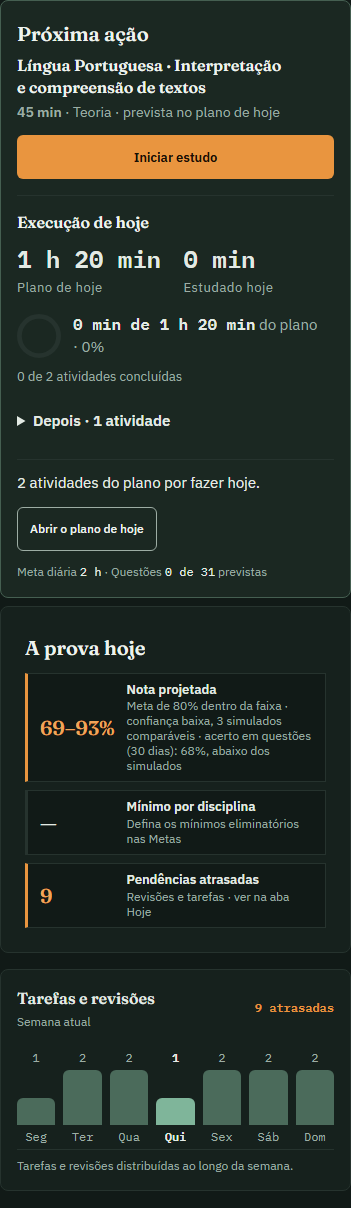 Próxima ação
Língua Portuguesa · Interpretação
e compreensão de textos
45 min · Teoria · prevista no plano de hoje
Iniciar estudo
Execução de hoje
1 h 20 min
0 min
Plano de hoje
Estudado hoje
0 min de 1 h 20 min do plano
· 0%
0 de 2 atividades concluídas
Depois · 1 atividade
2 atividades do plano por fazer hoje.
Abrir o plano de hoje
Meta diária 2 h · Questões 0 de 31 previstas
A prova hoje
69–93%
Nota projetada
Meta de 80% dentro da faixa ·
confiança baixa, 3 simulados
comparáveis · acerto em questões
(30 dias): 68%, abaixo dos
simulados
—
Mínimo por disciplina
Defina os mínimos eliminatórios
nas Metas
9
Pendências atrasadas
Revisões e tarefas · ver na aba
Hoje
Tarefas e revisões
Semana atual
9 atrasadas
1 2 2 1 2 2 2
Seg Ter Qua Qui Sex Sáb Dom
Tarefas e revisões distribuídas ao longo da semana.